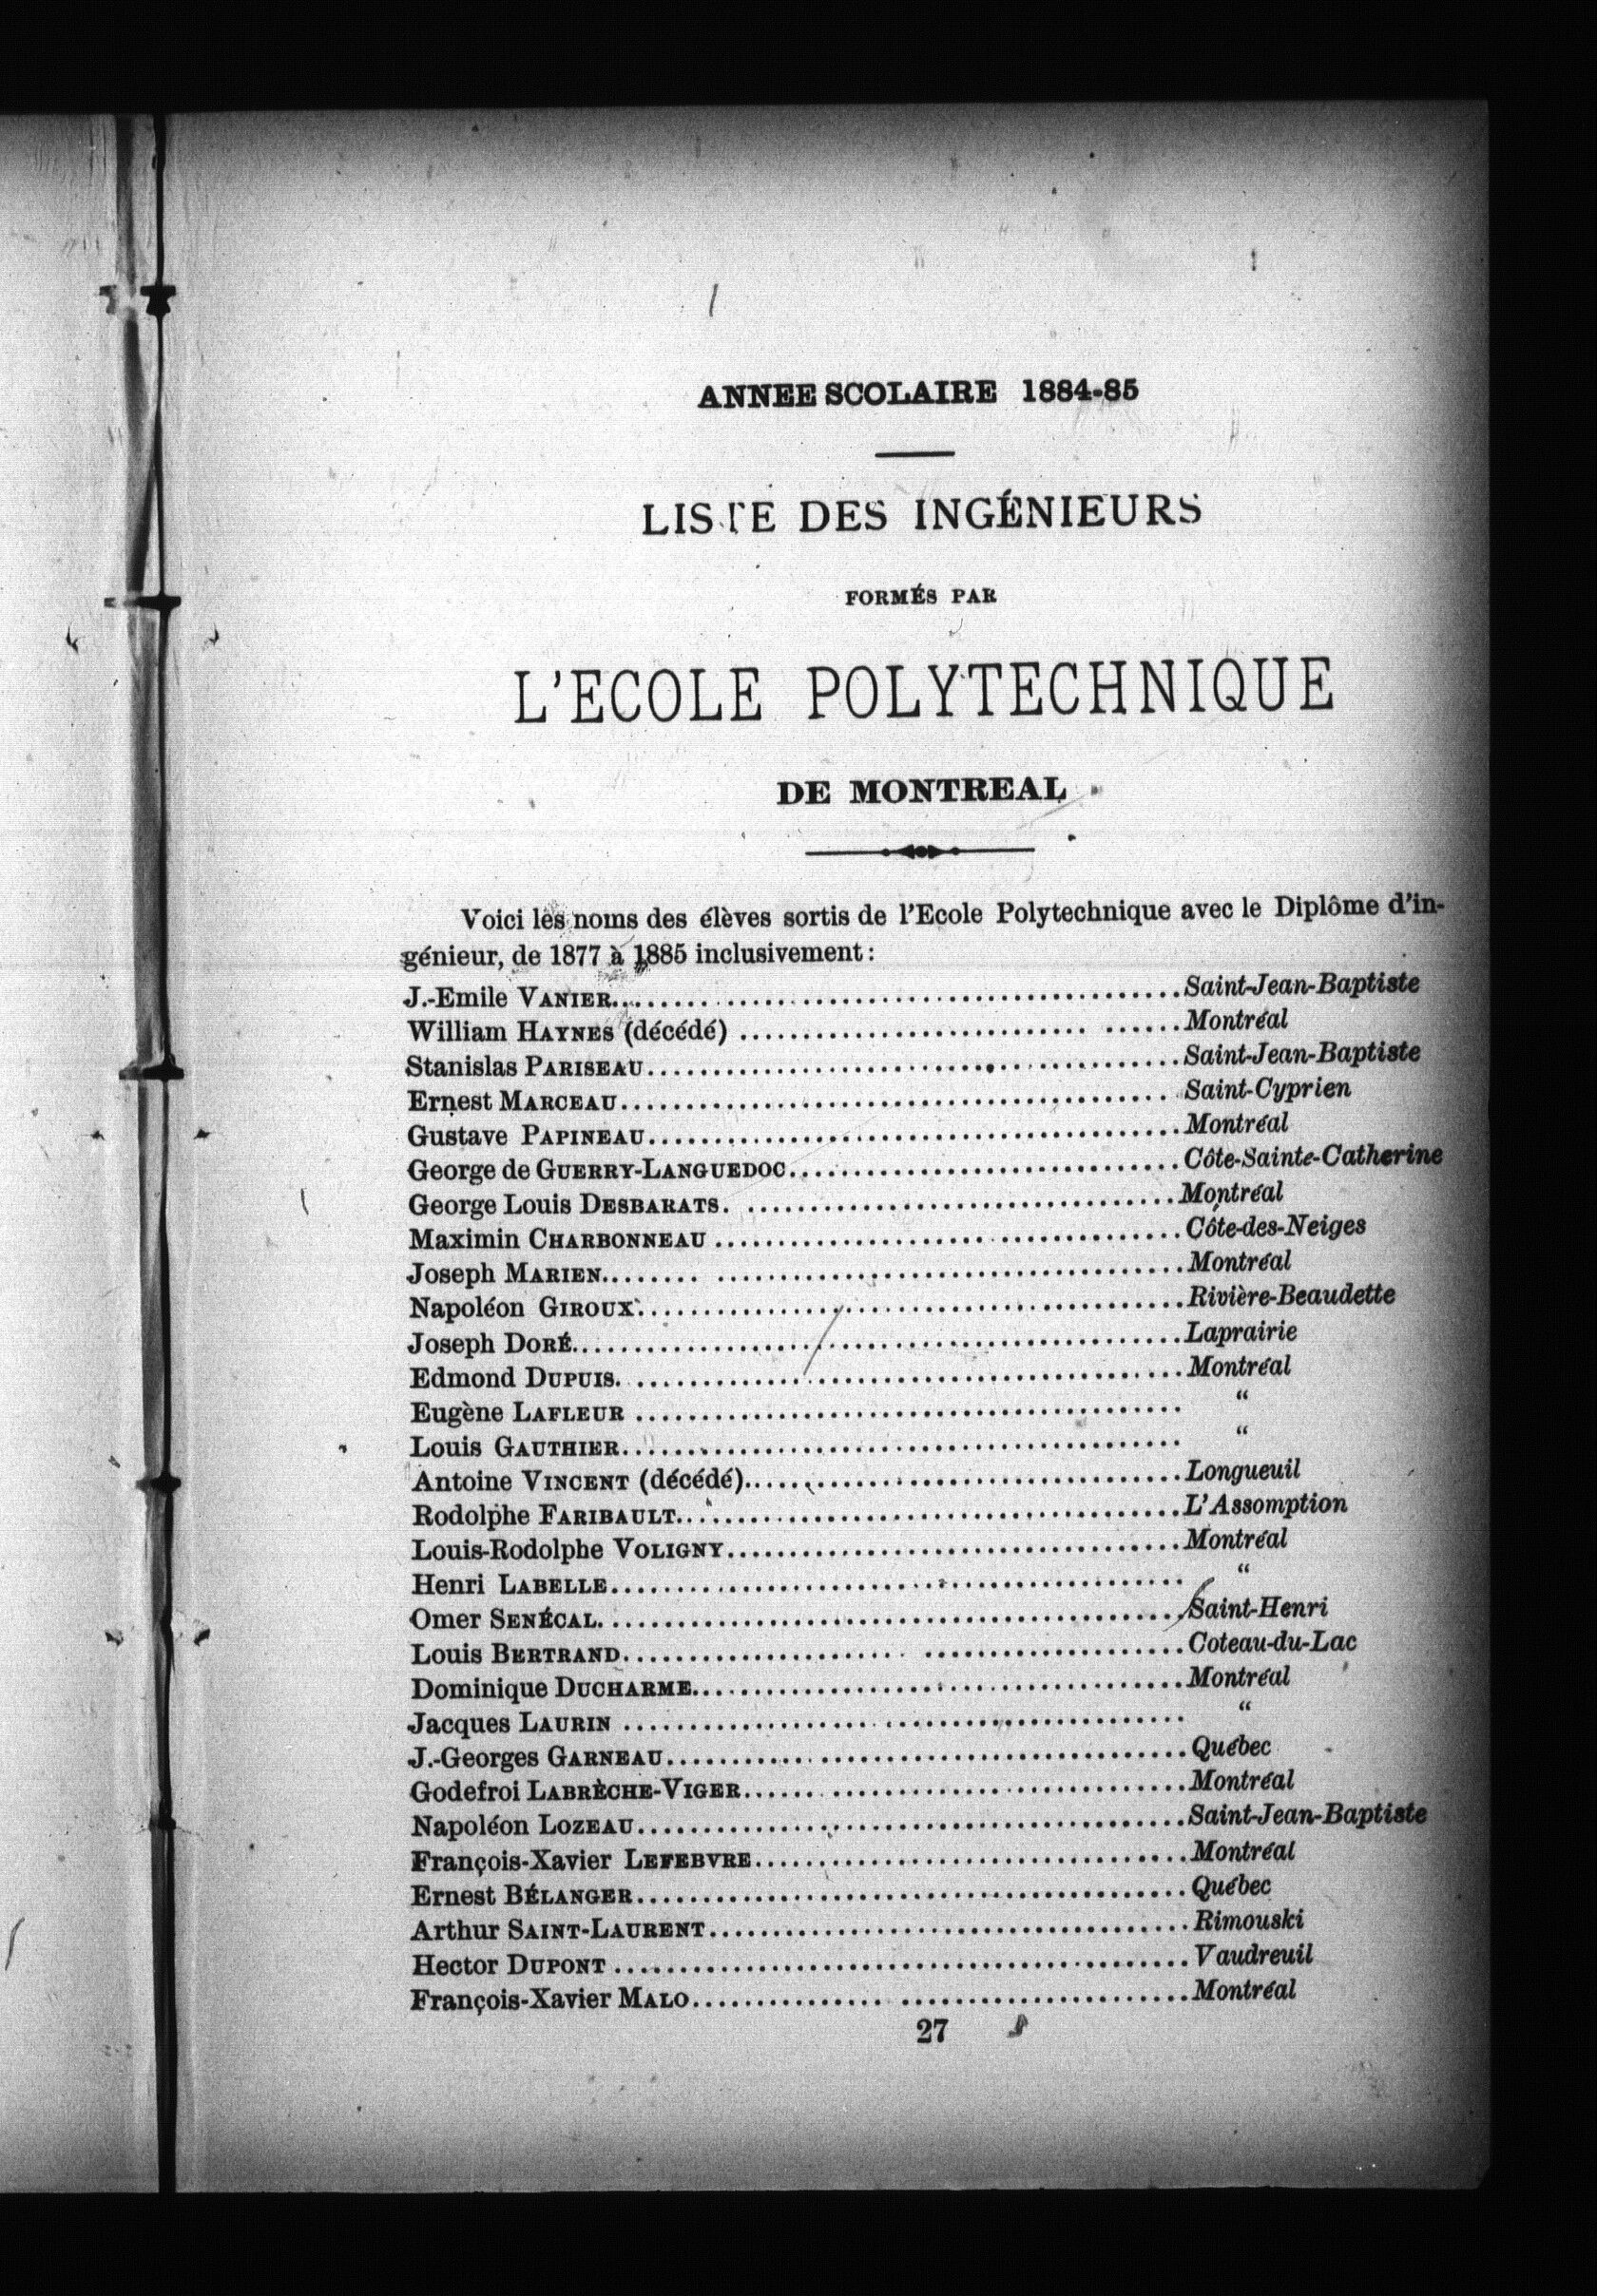 ANNEE SCOLAIRE 1884-85
LISTE DES INGÉNIEURS
FORMÉS PAR
L'ECOLE POLYTECHNIQUE
DE MONTREAL
Voici les noms des élèves sortis de l'Ecole Polytechnique avec le Diplôme d'in-
génieur, de 1877 à 1885 inclusivement :
J.-Emile VANIER........Saint-Jean-Baptiste
William HAYNES (décédé)........Montréal
Stanislas PARISEAU........Saint-Jean-Baptiste
Ernest MARCEAU........Saint-Cyprien
Gustave PAPINEAU........Montréal
George de GUERRY-LANGUEDOC........Côte-Sainte-Catherine
George Louis DESBARATS........Montréal
Maximin CHARBONNEAU........Côte-des-Neiges
Joseph MARIEN........Montréal
Napoléon GIROUX........Rivière-Beaudette
Joseph DORÉ........Laprairie
Edmond DUPUIS........Montréal
Eugène LAFLEUR........“
Louis GAUTHIER........“
Antoine VINCENT (décédé)........Longueuil
Rodolphe FARIBAULT........L'Assomption
Louis-Rodolphe VOLIGNY........Montréal
Henri LABELLE........“
Omer SENÉCAL........Saint-Henri
Louis BERTRAND........Coteau-du-Lac
Dominique DUCHARME........Montréal
Jacques LAURIN........“
J.-Georges GARNEAU........Québec
Godefroi LABRÈCHE-VIGER........Montréal
Napoléon LOZEAU........Saint-Jean-Baptiste
François-Xavier LEFEBVRE........Montréal
Ernest BÉLANGER........Québec
Arthur SAINT-LAURENT........Rimouski
Hector DUPONT........Vaudreuil
François-Xavier MALO........Montréal
27